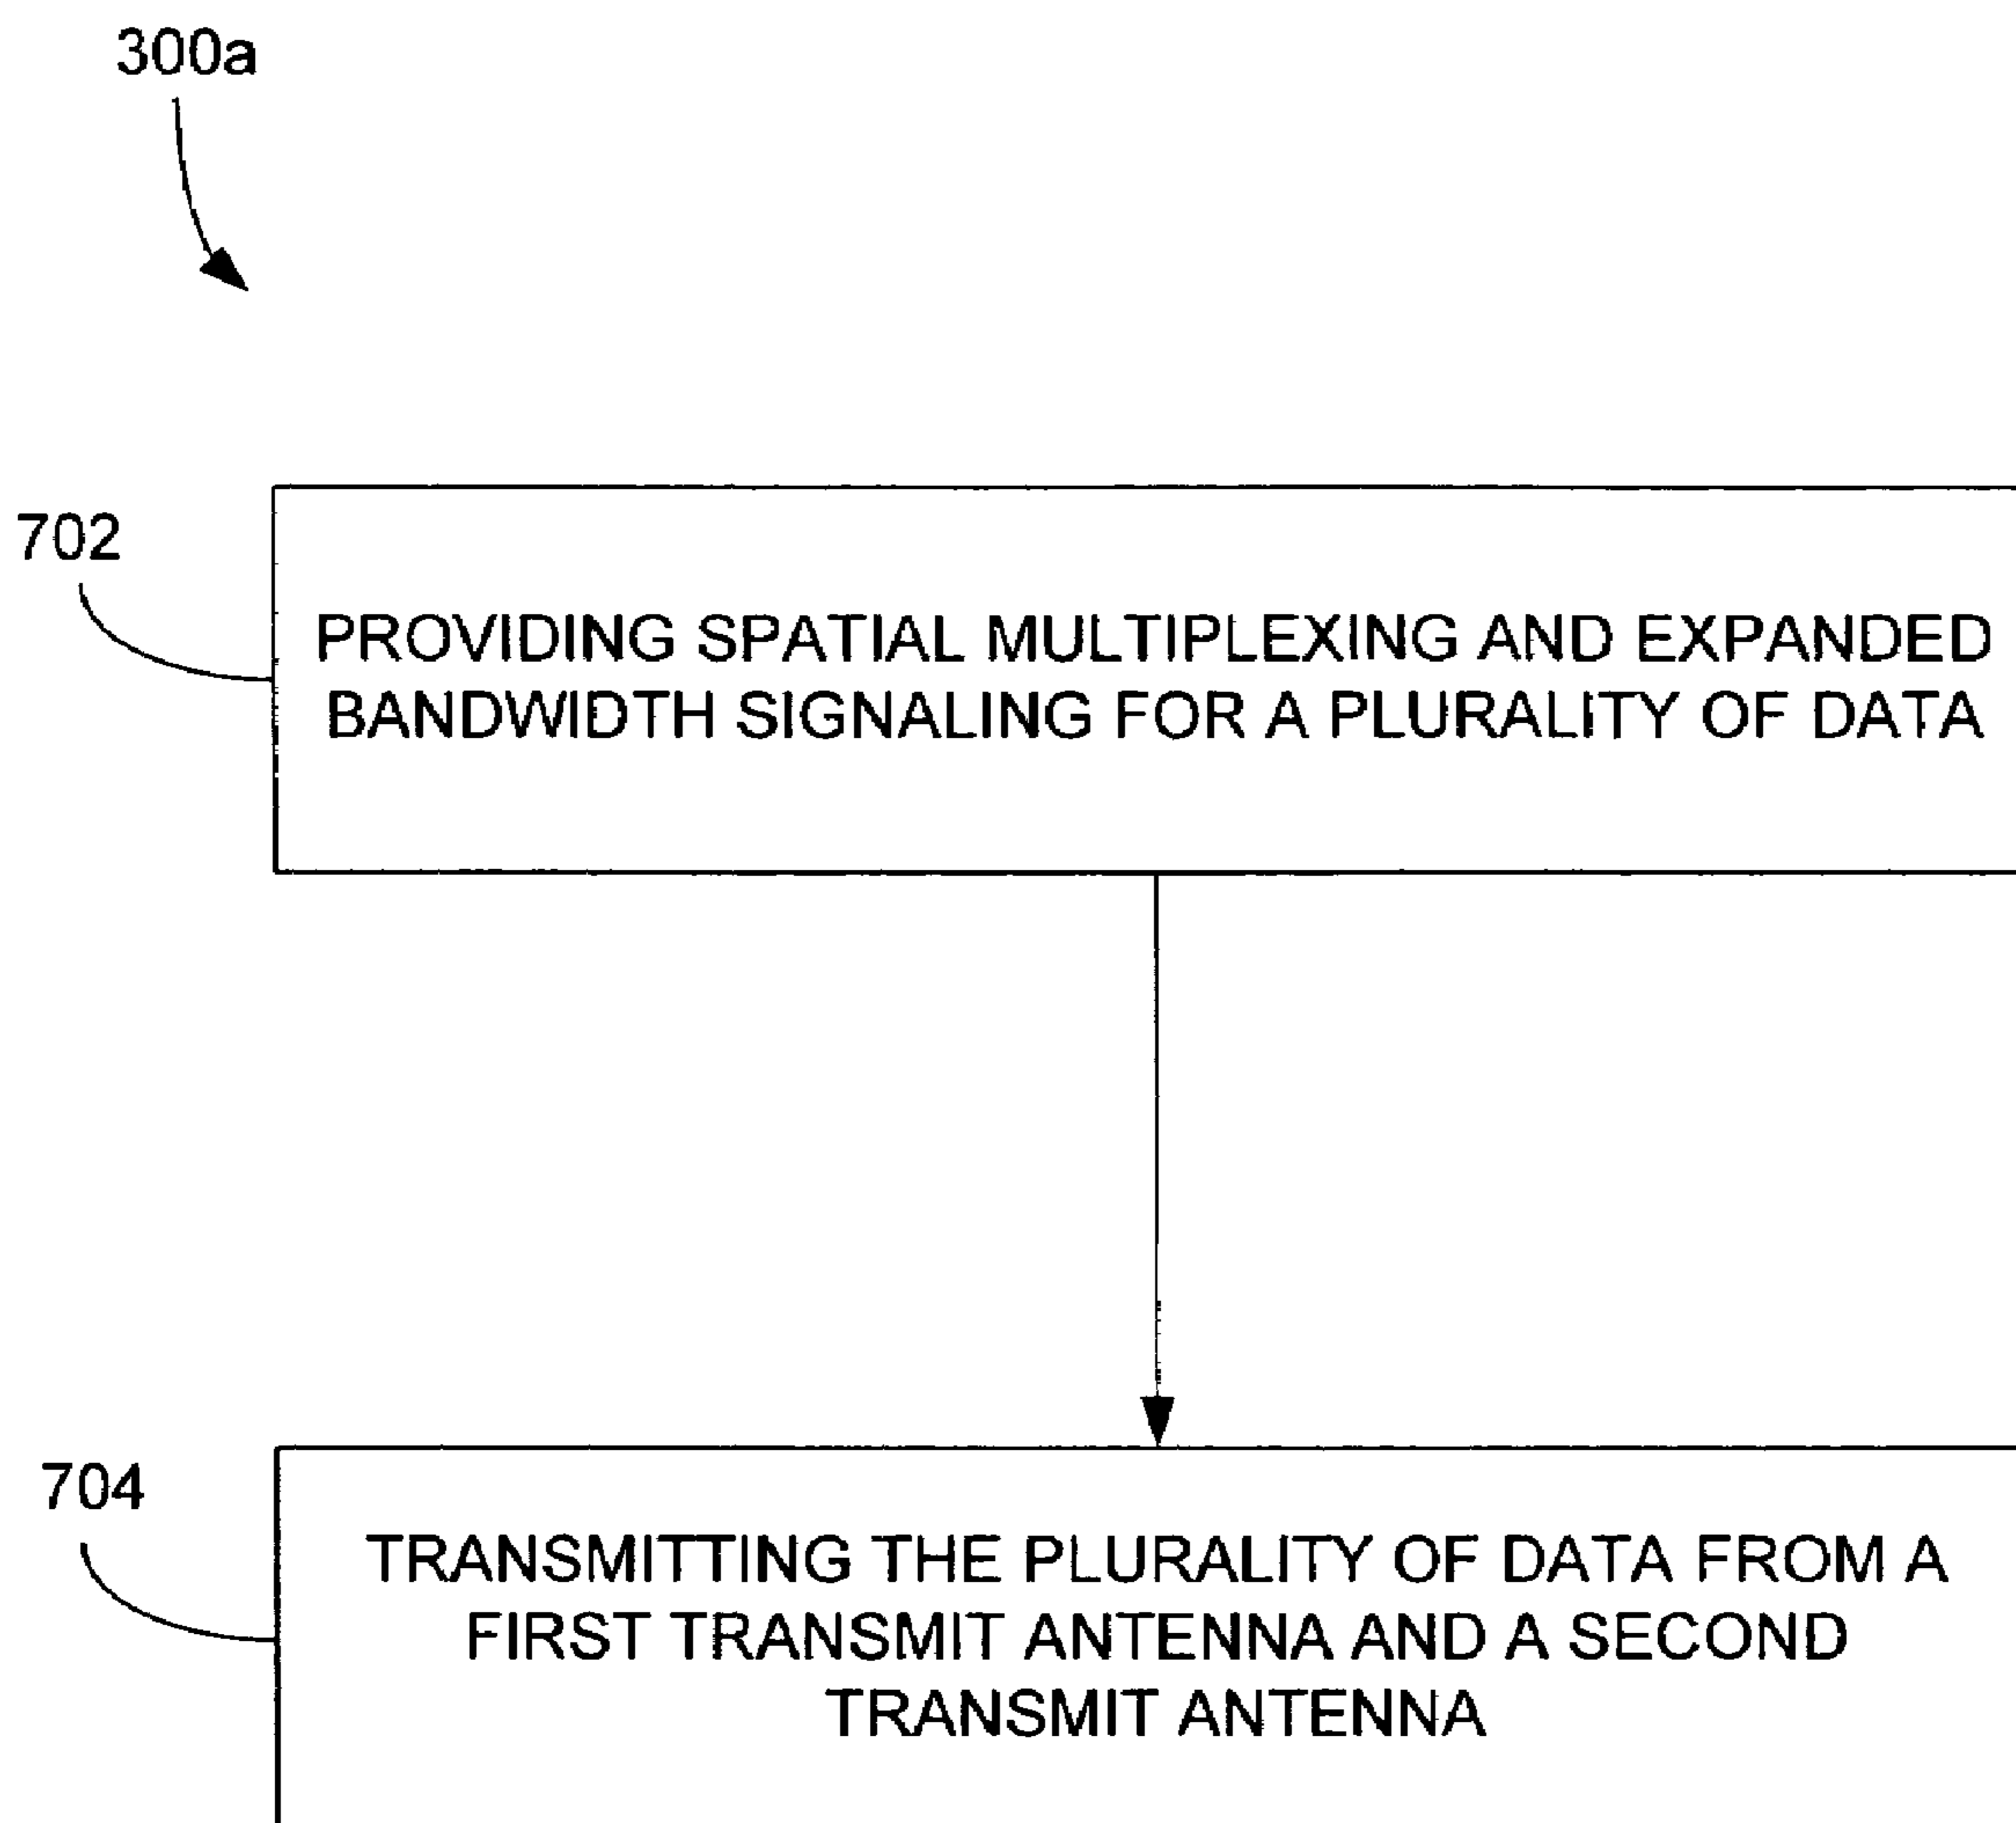 300a
702
PROVIDING SPATIAL MULTIPLEXING AND EXPANDED
BANDWIDTH SIGNALING FOR A PLURALITY OF DATA
704
TRANSMITTING THE PLURALITY OF DATA FROM A
FIRST TRANSMIT ANTENNA AND A SECOND
TRANSMIT ANTENNA